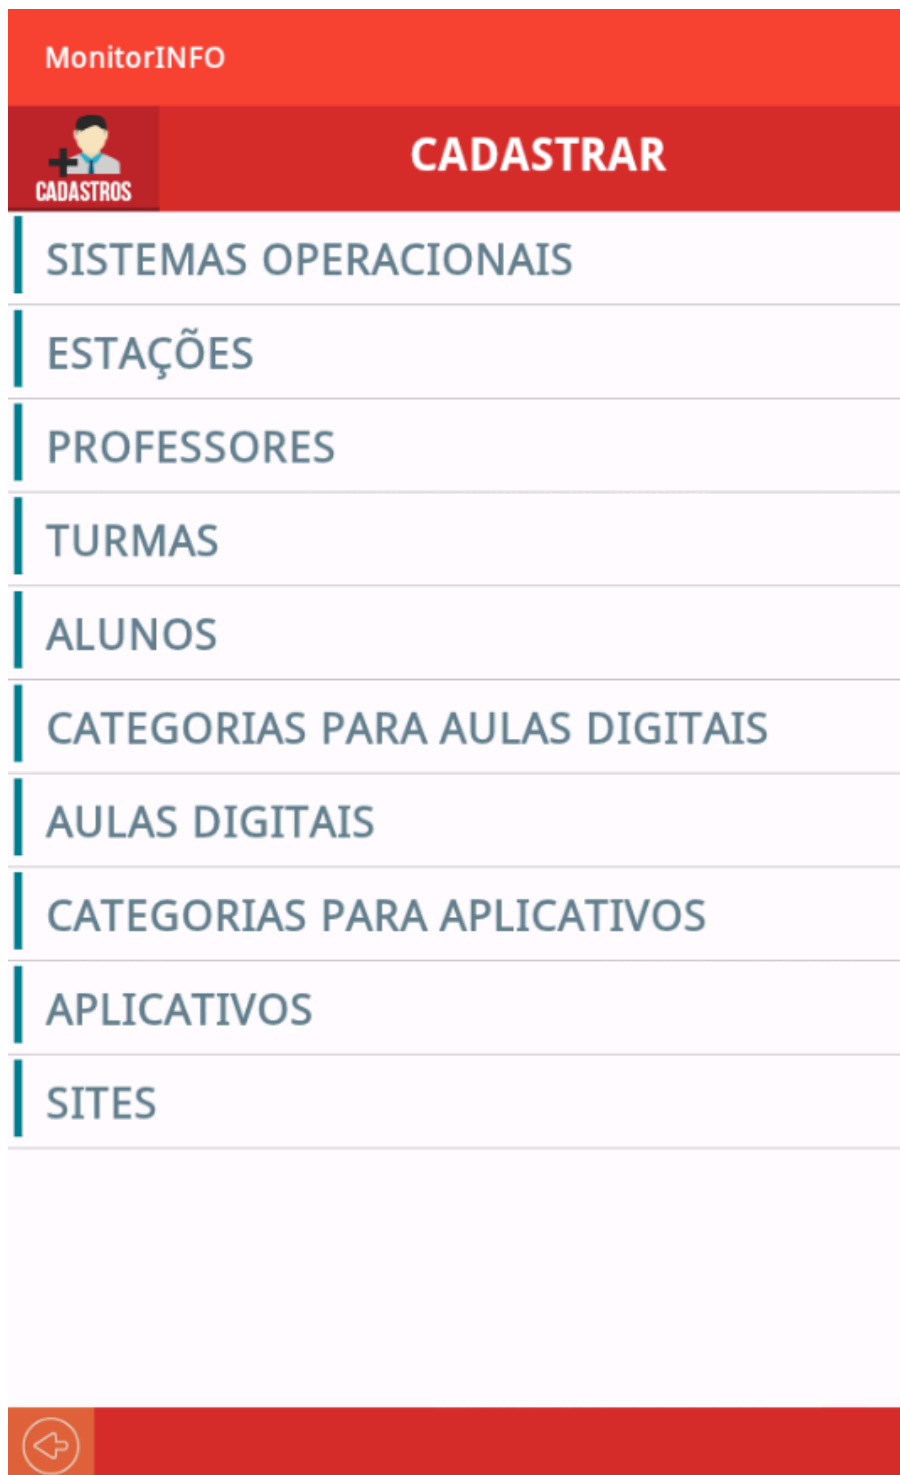 MonitorINFO
CADASTROS
CADASTRAR
SISTEMAS OPERACIONAIS
ESTAÇÕES
PROFESSORES
TURMAS
ALUNOS
CATEGORIAS PARA AULAS DIGITAIS
AULAS DIGITAIS
CATEGORIAS PARA APLICATIVOS
APLICATIVOS
SITES